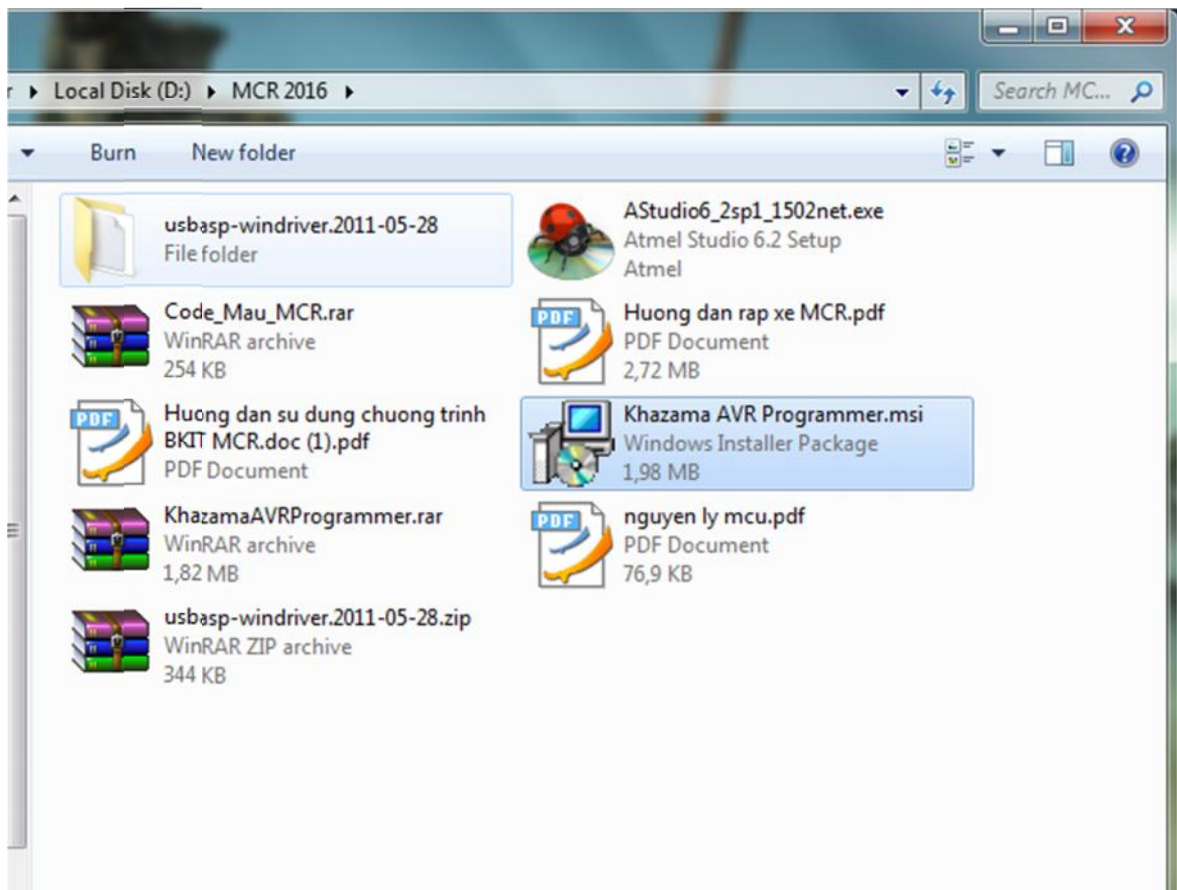 Local Disk (D:) MCR 2016
Search MC...
Burn New folder
usbasp-windriver.2011-05-28
File folder
AStudio6_2sp1_1502net.exe
Atmel Studio 6.2 Setup
Atmel
Code_Mau_MCR.rar
WinRAR archive
254 KB
PDF
Huong dan rap xe MCR.pdf
PDF Document
2,72 MB
PDF
Huong dan su dung chuong trinh
BKIT MCR.doc (1).pdf
PDF Document
Khazama AVR Programmer.msi
Windows Installer Package
1,98 MB
KhazamaAVRProgrammer.rar
WinRAR archive
1,82 MB
PDF
nguyen ly mcu.pdf
PDF Document
76,9 KB
usbasp-windriver.2011-05-28.zip
WinRAR ZIP archive
344 KB